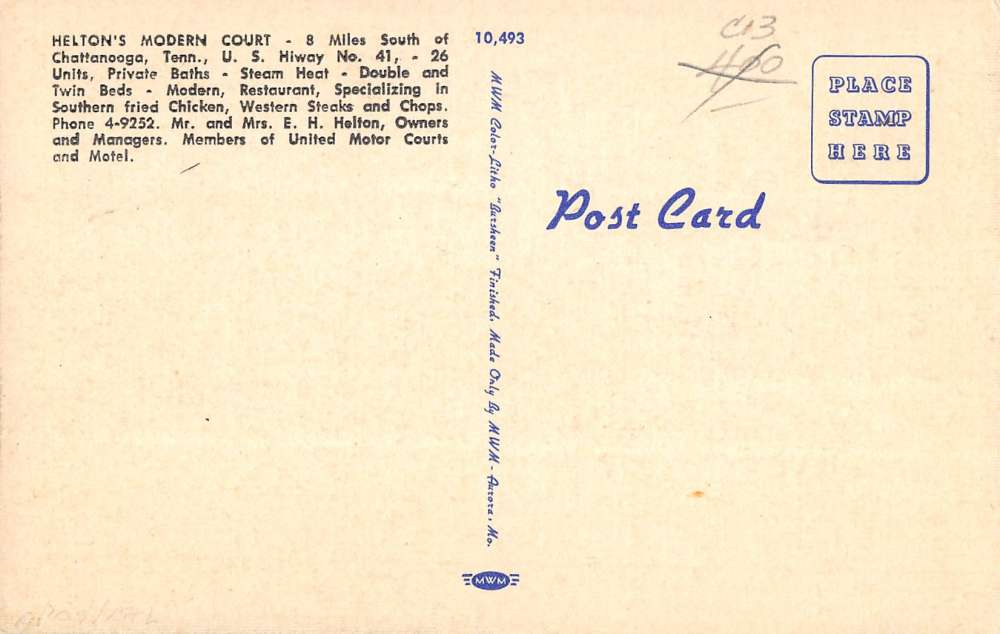 HELTON'S MODERN COURT - 8 Miles South of
Chattanooga, Tenn., U. S. Hiway No. 41, - 26
Units, Private Baths - Steam Heat - Double and
Twin Beds - Modern, Restaurant, Specializing in
Southern fried Chicken, Western Steaks and Chops.
Phone 4-9252. Mr. and Mrs. E. H. Helton, Owners
and Managers. Members of United Motor Courts
and Motel.
10,493
MWM Color-Litho "Barsheen" Finished, Made Only By MWM - Aurora, Mo.
MWM
C13
400
PLACE
STAMP
HERE
Post Card